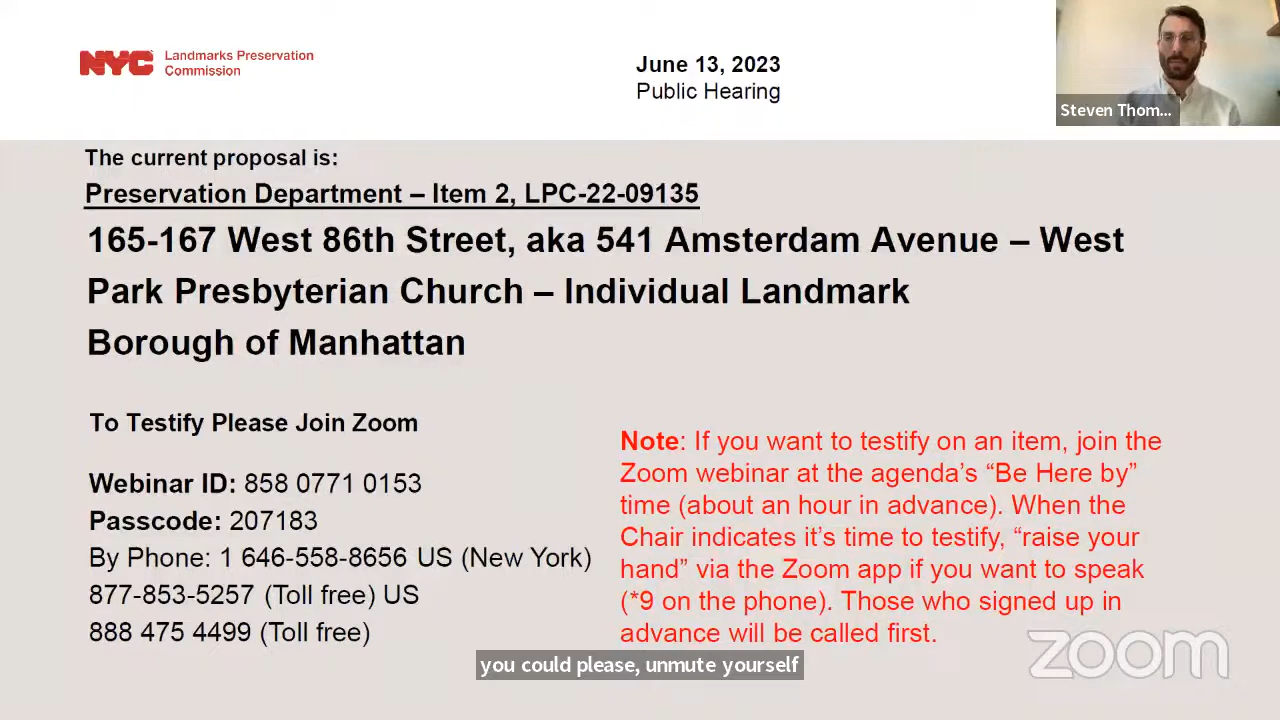 NYC Landmarks Preservation
Commission
June 13, 2023
Public Hearing
Steven Thom...
The current proposal is:
Preservation Department – Item 2, LPC-22-09135
165-167 West 86th Street, aka 541 Amsterdam Avenue – West
Park Presbyterian Church – Individual Landmark
Borough of Manhattan
To Testify Please Join Zoom
Webinar ID: 858 0771 0153
Passcode: 207183
By Phone: 1 646-558-8656 US (New York)
877-853-5257 (Toll free) US
888 475 4499 (Toll free)
Note: If you want to testify on an item, join the
Zoom webinar at the agenda’s “Be Here by”
time (about an hour in advance). When the
Chair indicates it’s time to testify, “raise your
hand” via the Zoom app if you want to speak
(*9 on the phone). Those who signed up in
advance will be called first.
zoom
you could please, unmute yourself